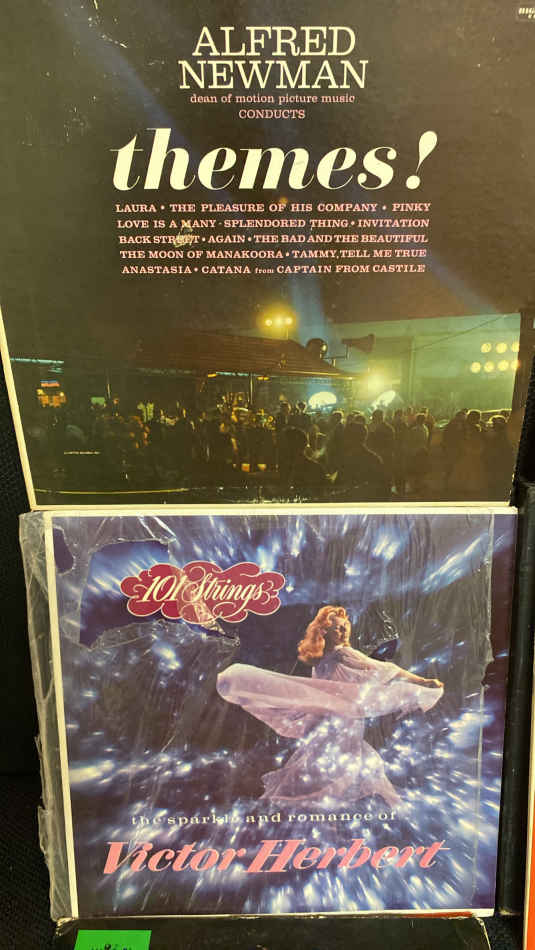 ALFRED
NEWMAN
dean of motion picture music
CONDUCTS
themes!
LAURA • THE PLEASURE OF HIS COMPANY • PINKY
LOVE IS A MANY-SPLENDORED THING • INVITATION
BACK STREET • AGAIN • THE BAD AND THE BEAUTIFUL
THE MOON OF MANAKOORA • TAMMY, TELL ME TRUE
ANASTASIA • CATANA from CAPTAIN FROM CASTILE
101 Strings
the sparkle and romance of
Victor Herbert